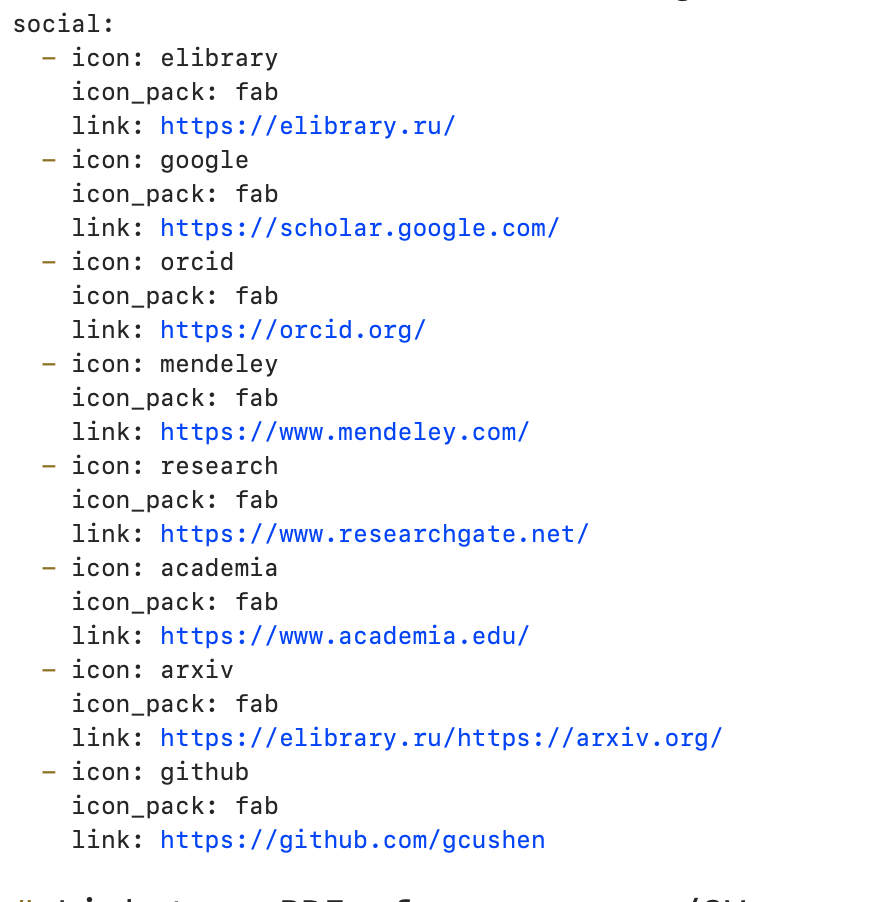 social:
  - icon: elibrary
    icon_pack: fab
    link: https://elibrary.ru/
  - icon: google
    icon_pack: fab
    link: https://scholar.google.com/
  - icon: orcid
    icon_pack: fab
    link: https://orcid.org/
  - icon: mendeley
    icon_pack: fab
    link: https://www.mendeley.com/
  - icon: research
    icon_pack: fab
    link: https://www.researchgate.net/
  - icon: academia
    icon_pack: fab
    link: https://www.academia.edu/
  - icon: arxiv
    icon_pack: fab
    link: https://elibrary.ru/https://arxiv.org/
  - icon: github
    icon_pack: fab
    link: https://github.com/gcushen